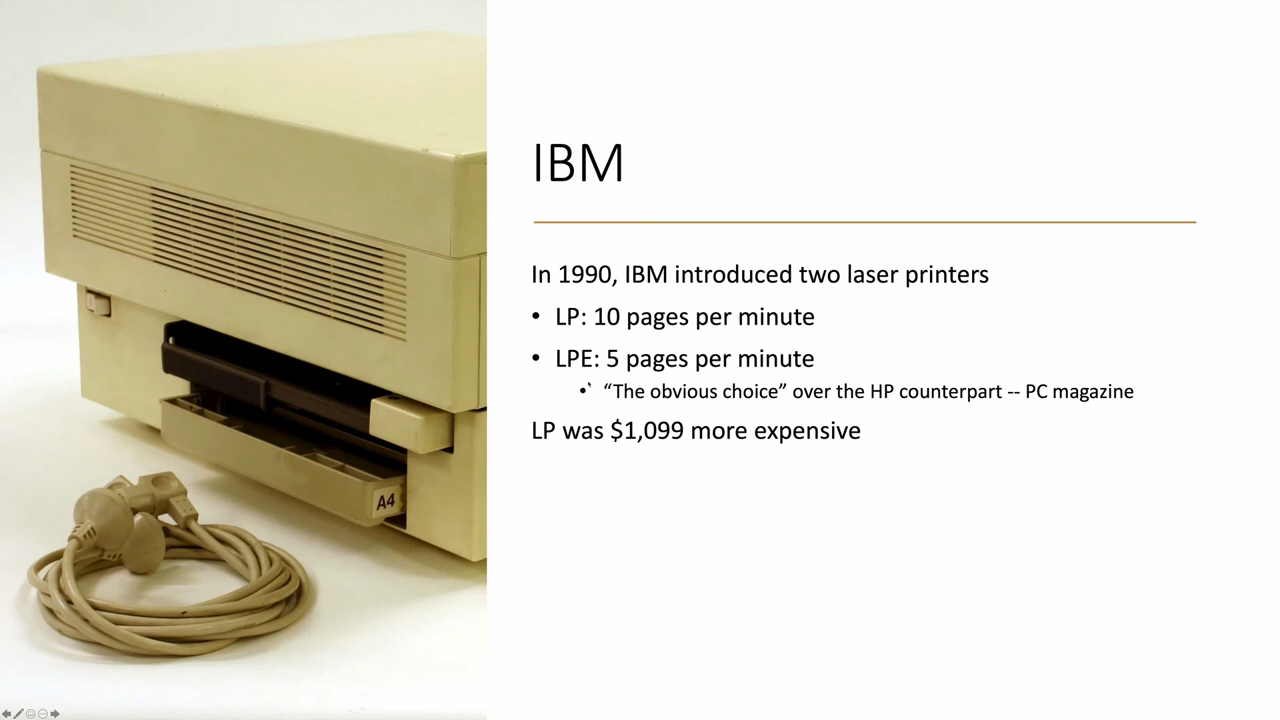 IBM
In 1990, IBM introduced two laser printers
• LP: 10 pages per minute
• LPE: 5 pages per minute
• “The obvious choice” over the HP counterpart -- PC magazine
LP was $1,099 more expensive
A4